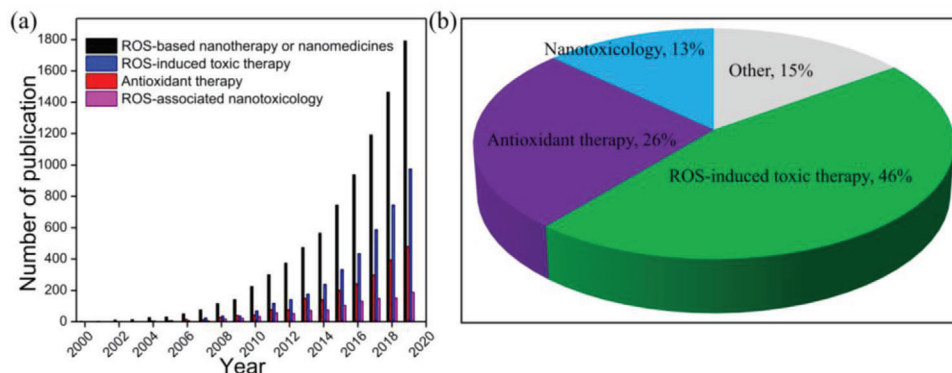 (a)
1800
1600
1400
1200
1000
800
600
400
200
0
Number of publication
ROS-based nanotherapy or nanomedicines
ROS-induced toxic therapy
Antioxidant therapy
ROS-associated nanotoxicology
2000
2002
2004
2006
2008
2010
2012
2014
2016
2018
2020
Year
(b)
Nanotoxicology, 13%
Other, 15%
Antioxidant therapy, 26%
ROS-induced toxic therapy, 46%